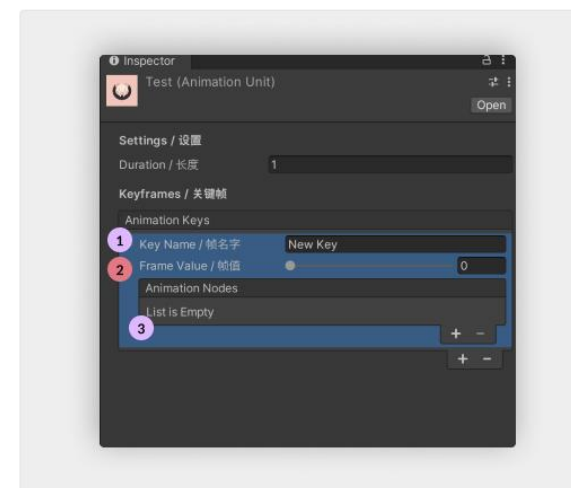 Inspector
Test (Animation Unit)
Open
Settings / 设置
Duration / 长度 1
Keyframes / 关键帧
Animation Keys
1 Key Name / 帧名字 New Key
2 Frame Value / 帧值 0
Animation Nodes
List is Empty
3
+ -
+ -